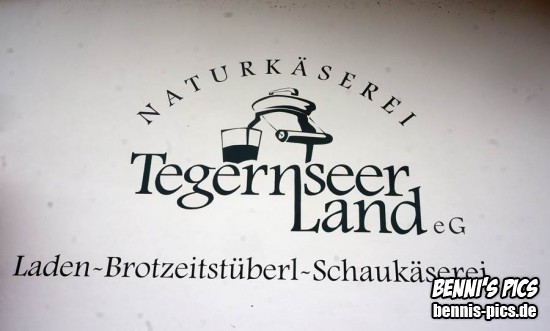 NATURKÄSEREI
Tegernseer
Land eG
Laden-Brotzeitstüberl-Schaukäserei
BENNI'S PICS
bennis-pics.de